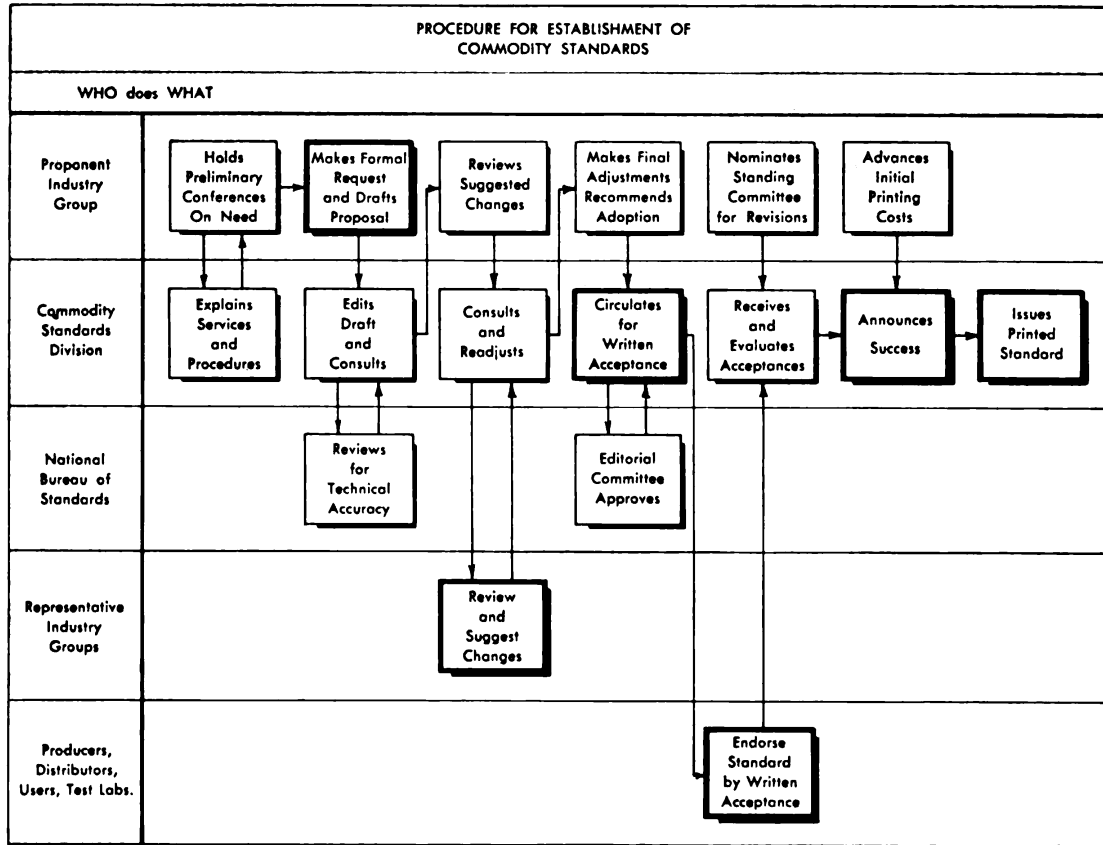 PROCEDURE FOR ESTABLISHMENT OF
COMMODITY STANDARDS
WHO does WHAT
Proponent
Industry
Group
Holds
Preliminary
Conferences
On Need
Makes Formal
Request
and Drafts
Proposal
Reviews
Suggested
Changes
Makes Final
Adjustments
Recommends
Adoption
Nominates
Standing
Committee
for Revisions
Advances
Initial
Printing
Costs
Commodity
Standards
Division
Explains
Services
and
Procedures
Edits
Draft
and
Consults
Consults
and
Readjusts
Circulates
for
Written
Acceptance
Receives
and
Evaluates
Acceptances
Announces
Success
Issues
Printed
Standard
National
Bureau of
Standards
Reviews
for
Technical
Accuracy
Editorial
Committee
Approves
Representative
Industry
Groups
Review
and
Suggest
Changes
Producers,
Distributors,
Users, Test Labs.
Endorse
Standard
by Written
Acceptance